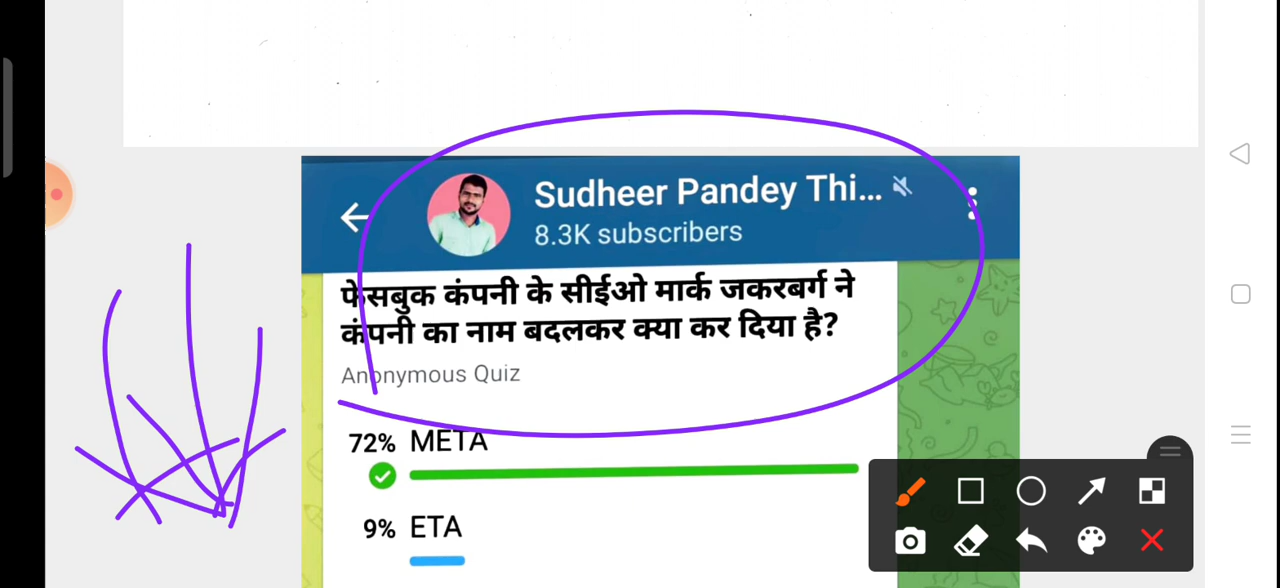 Sudheer Pandey Thi...
8.3K subscribers
फेसबुक कंपनी के सीईओ मार्क जकरबर्ग ने
कंपनी का नाम बदलकर क्या कर दिया है?
Anonymous Quiz
72% META
9% ETA